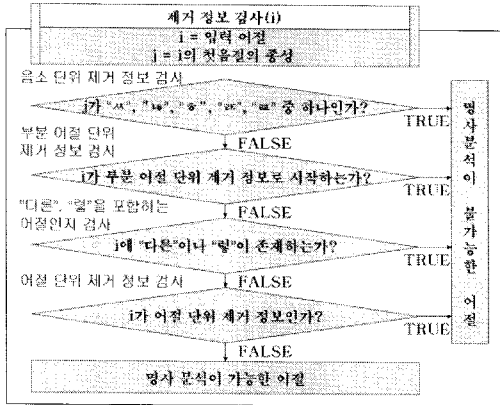 제거 정보 검사(i)
i = 입력 어절
j = i의 첫음절의 종성
음소 단위 제거 정보 검사
j가 "ㅆ", "ㄶ", "ㅎ", "ㄾ", "ㄼ" 중 하나인가?
TRUE
FALSE
부분 어절 단위
제거 정보 검사
i가 부분 어절 단위 제거 정보로 시작하는가?
TRUE
FALSE
"다른", "렇"을 포함하는
어절인지 검사
i에 "다른"이나 "렇"이 존재하는가?
TRUE
FALSE
어절 단위 제거 정보 검사
i가 어절 단위 제거 정보인가?
TRUE
FALSE
명사 분석이 가능한 어절
명사분석이 불가능한 어절